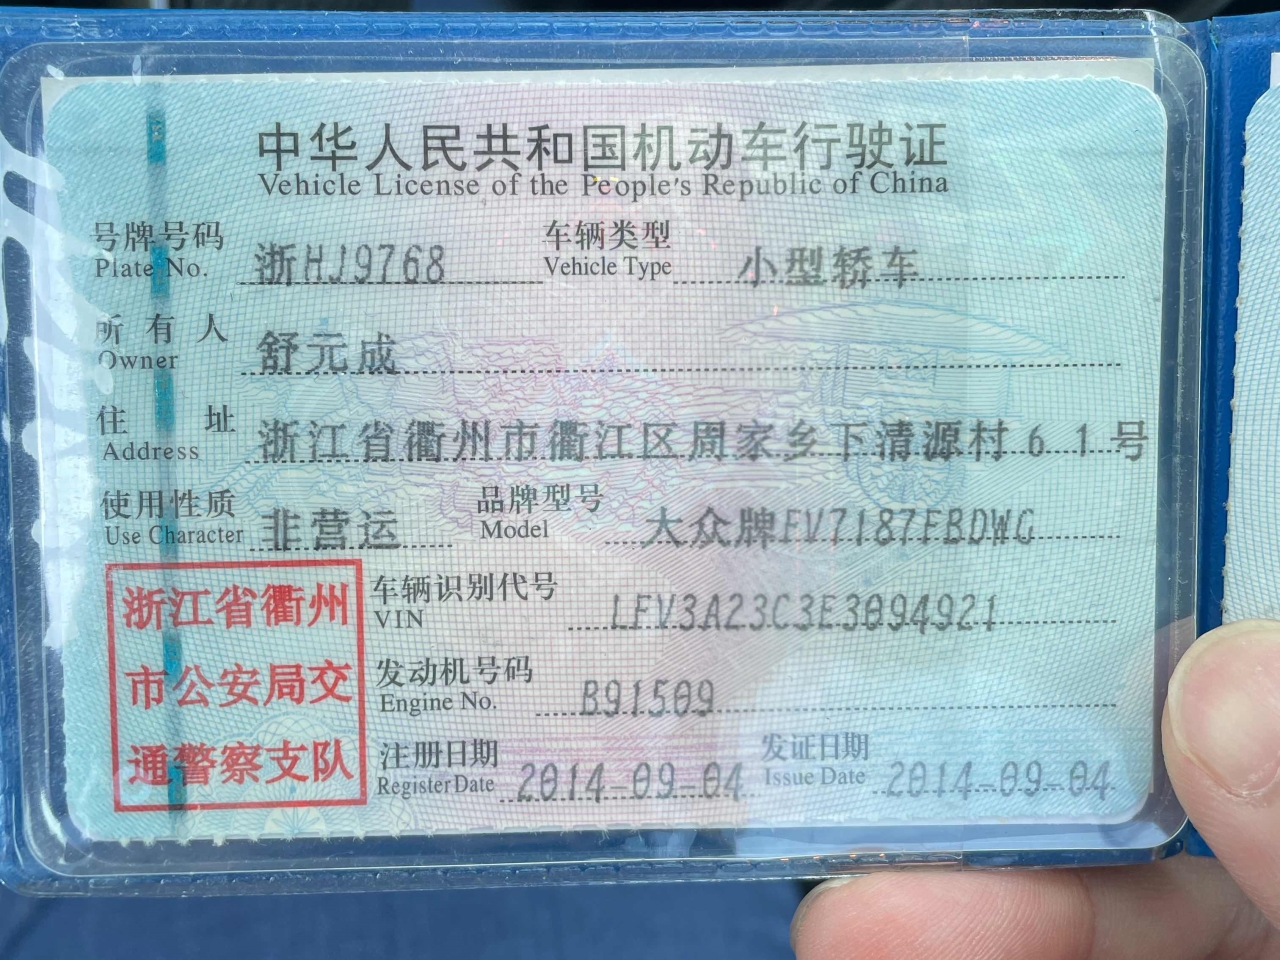 中华人民共和国机动车行驶证
Vehicle License of the People's Republic of China
号牌号码 浙HJ9768 车辆类型 小型轿车
Plate No. Vehicle Type
所有人 舒元成
Owner
住址 浙江省衢州市衢江区周家乡下清源村61号
Address
使用性质 非营运 品牌型号 大众牌FV7187FBDWG
Use Character Model
浙江省衢州
市公安局交
通警察支队
车辆识别代号 LFV3A23C3E3094921
VIN
发动机号码 B91509
Engine No.
注册日期 2014-09-04 发证日期 2014-09-04
Register Date Issue Date